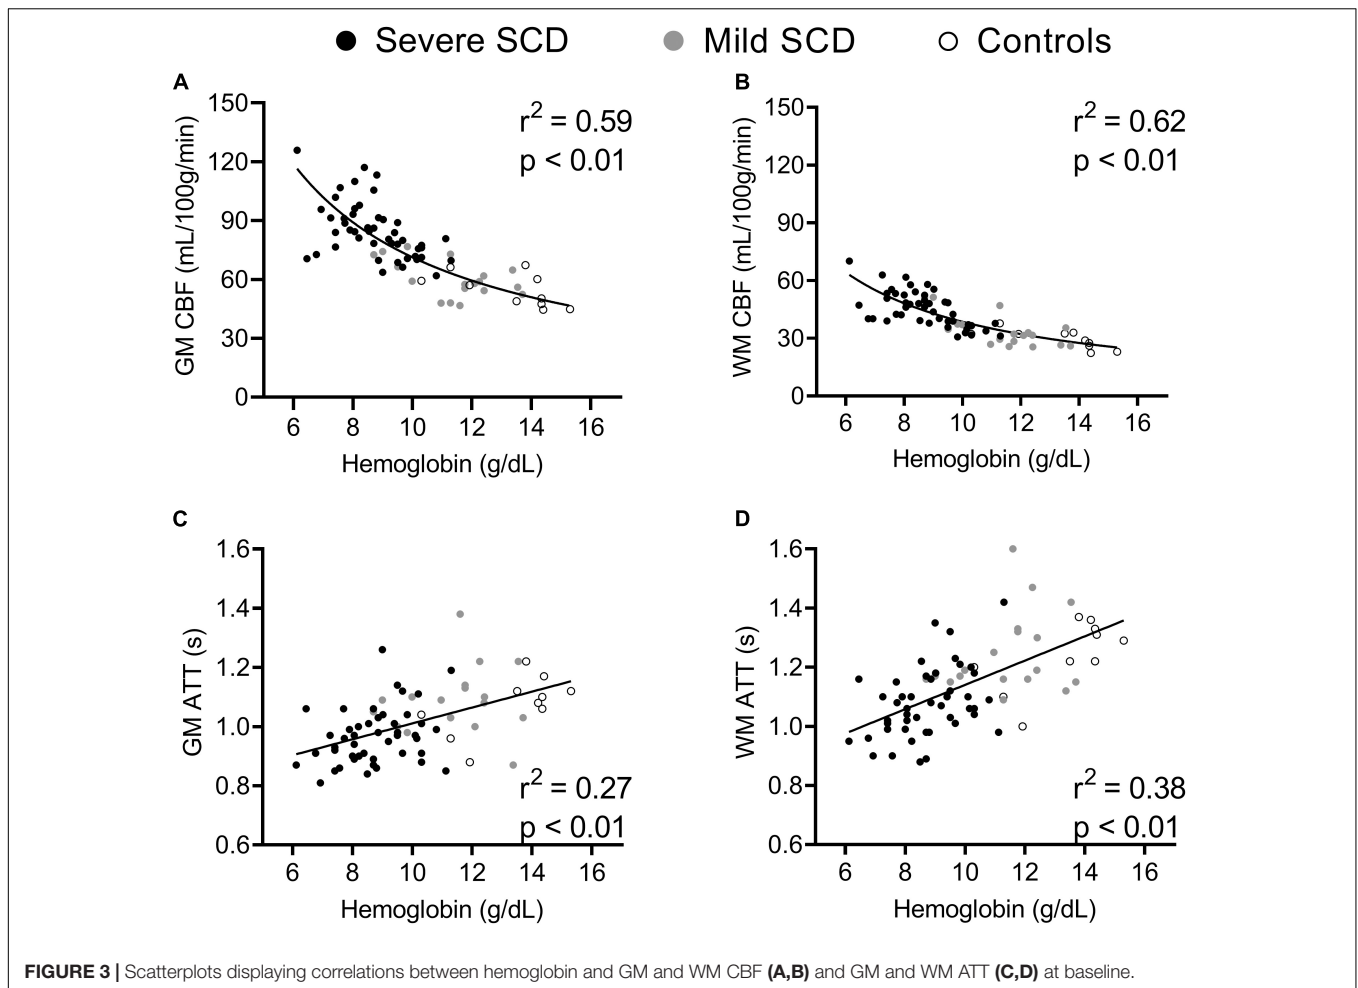 Severe SCD Mild SCD Controls
A
GM CBF (mL/100g/min)
150
120
90
60
30
0
r2 = 0.59
p < 0.01
6 8 10 12 14 16
Hemoglobin (g/dL)
B
WM CBF (mL/100g/min)
150
120
90
60
30
0
r2 = 0.62
p < 0.01
6 8 10 12 14 16
Hemoglobin (g/dL)
C
GM ATT (s)
1.6
1.4
1.2
1.0
0.8
0.6
r2 = 0.27
p < 0.01
6 8 10 12 14 16
Hemoglobin (g/dL)
D
WM ATT (s)
1.6
1.4
1.2
1.0
0.8
0.6
r2 = 0.38
p < 0.01
6 8 10 12 14 16
Hemoglobin (g/dL)
FIGURE 3 | Scatterplots displaying correlations between hemoglobin and GM and WM CBF (A,B) and GM and WM ATT (C,D) at baseline.